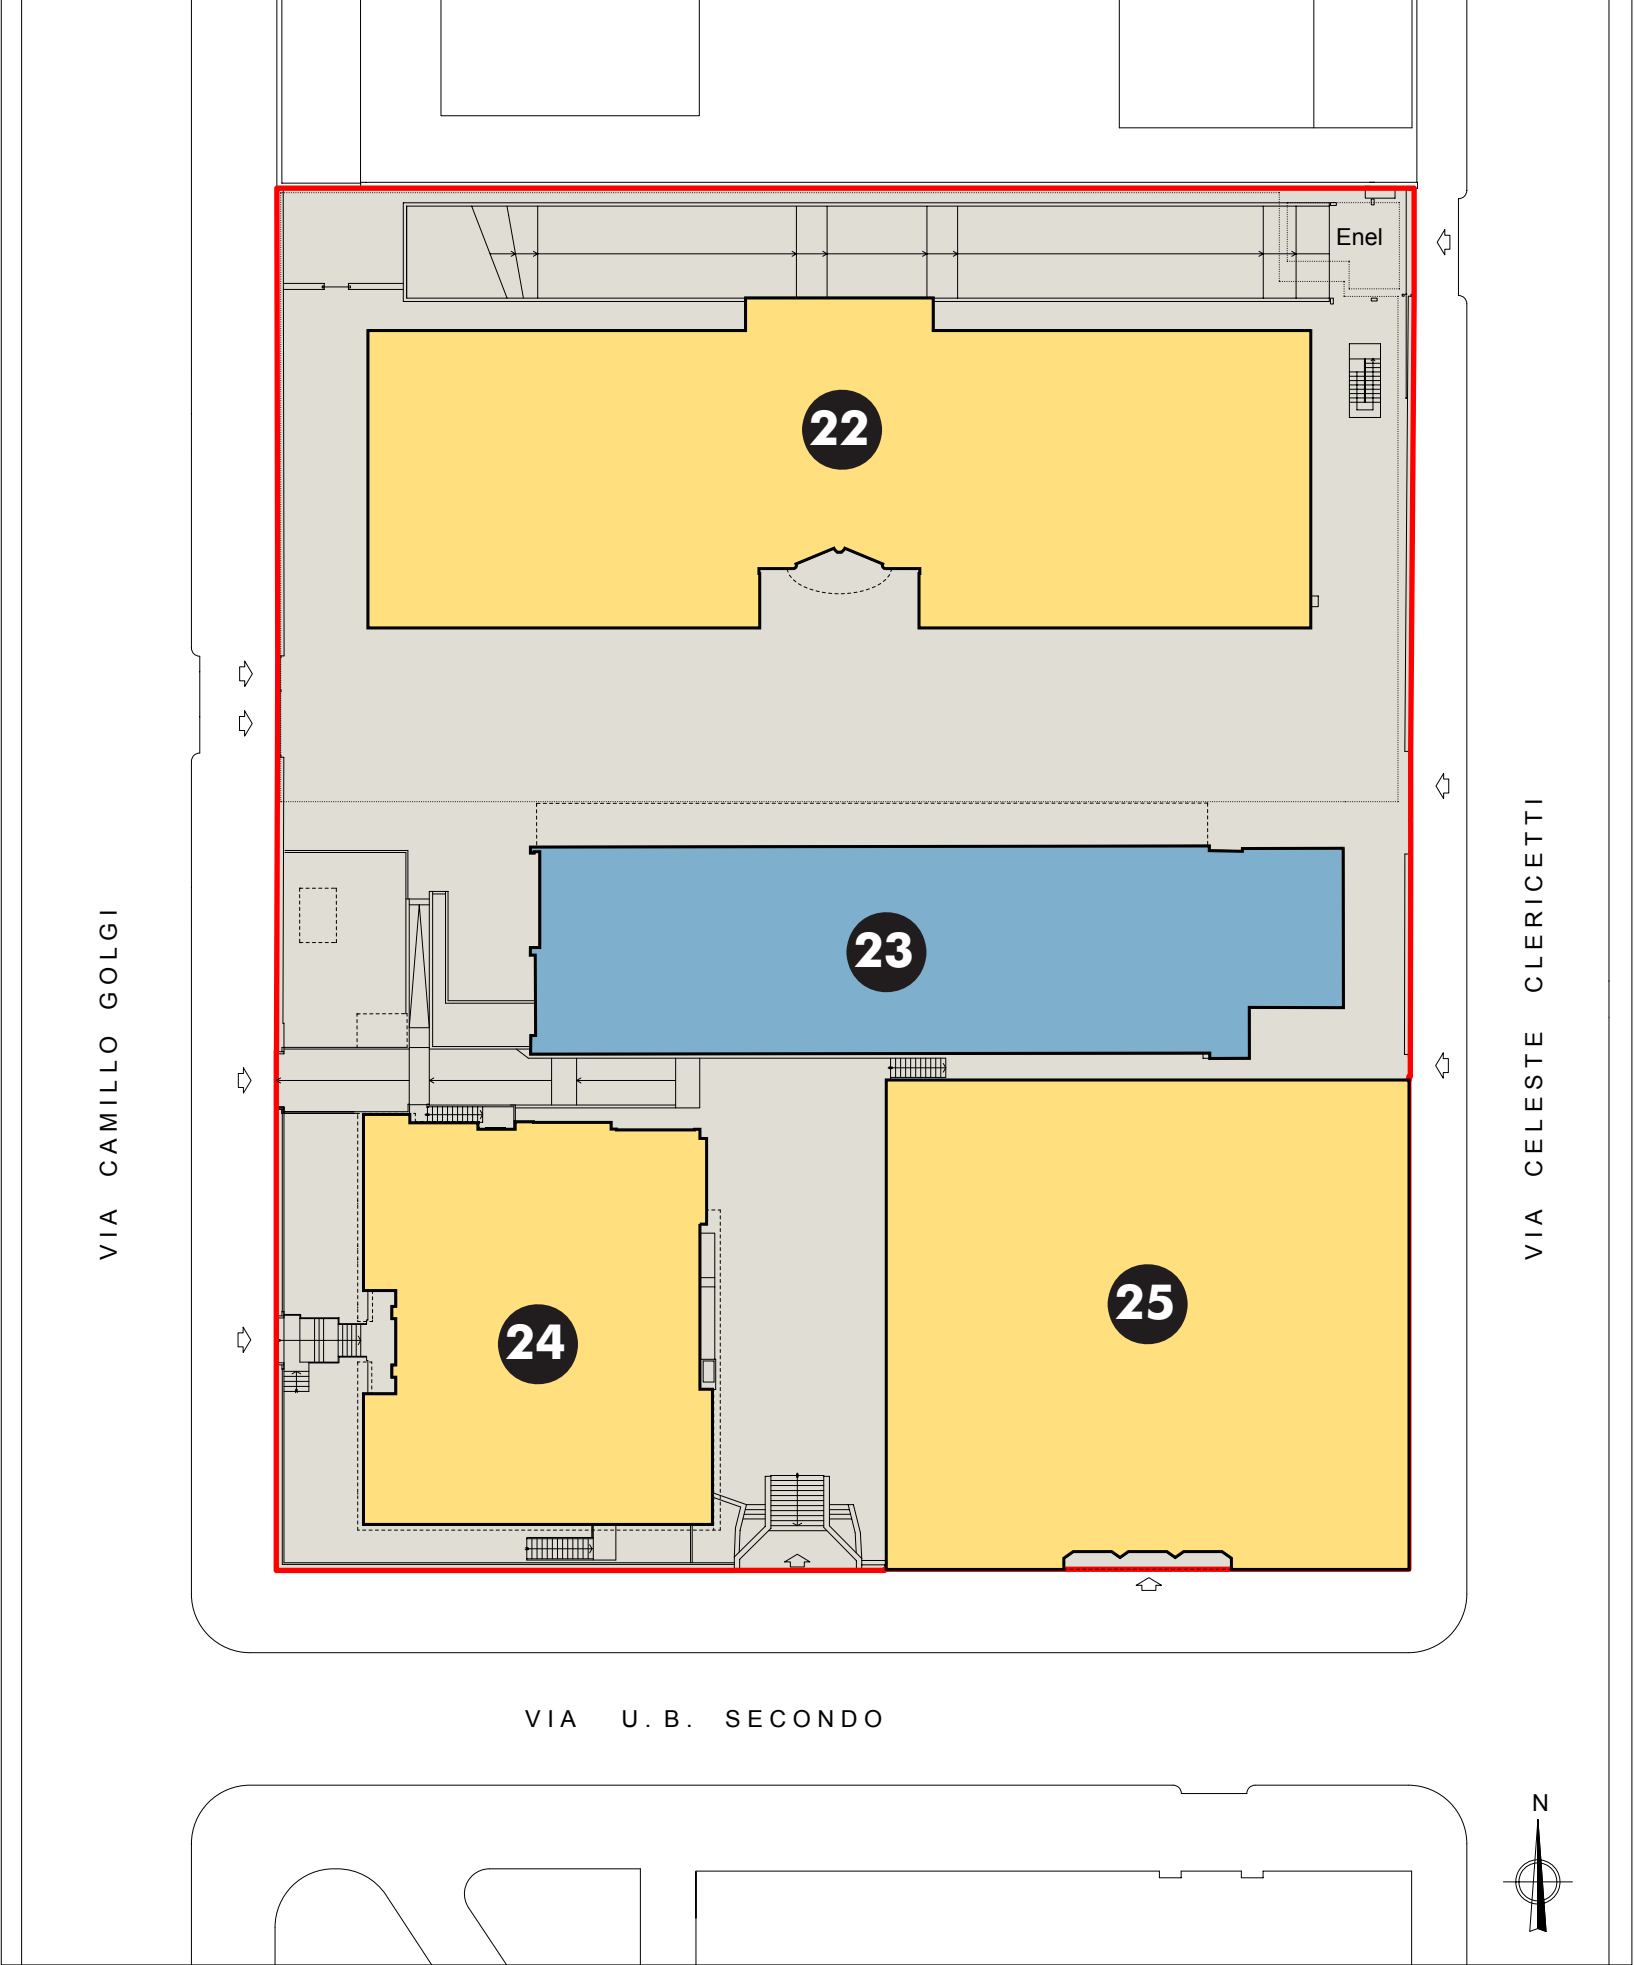 Enel
22
23
VIA CAMILLO GOLGI
VIA CELESTE CLERICETTI
24
25
VIA U.B. SECONDO
N